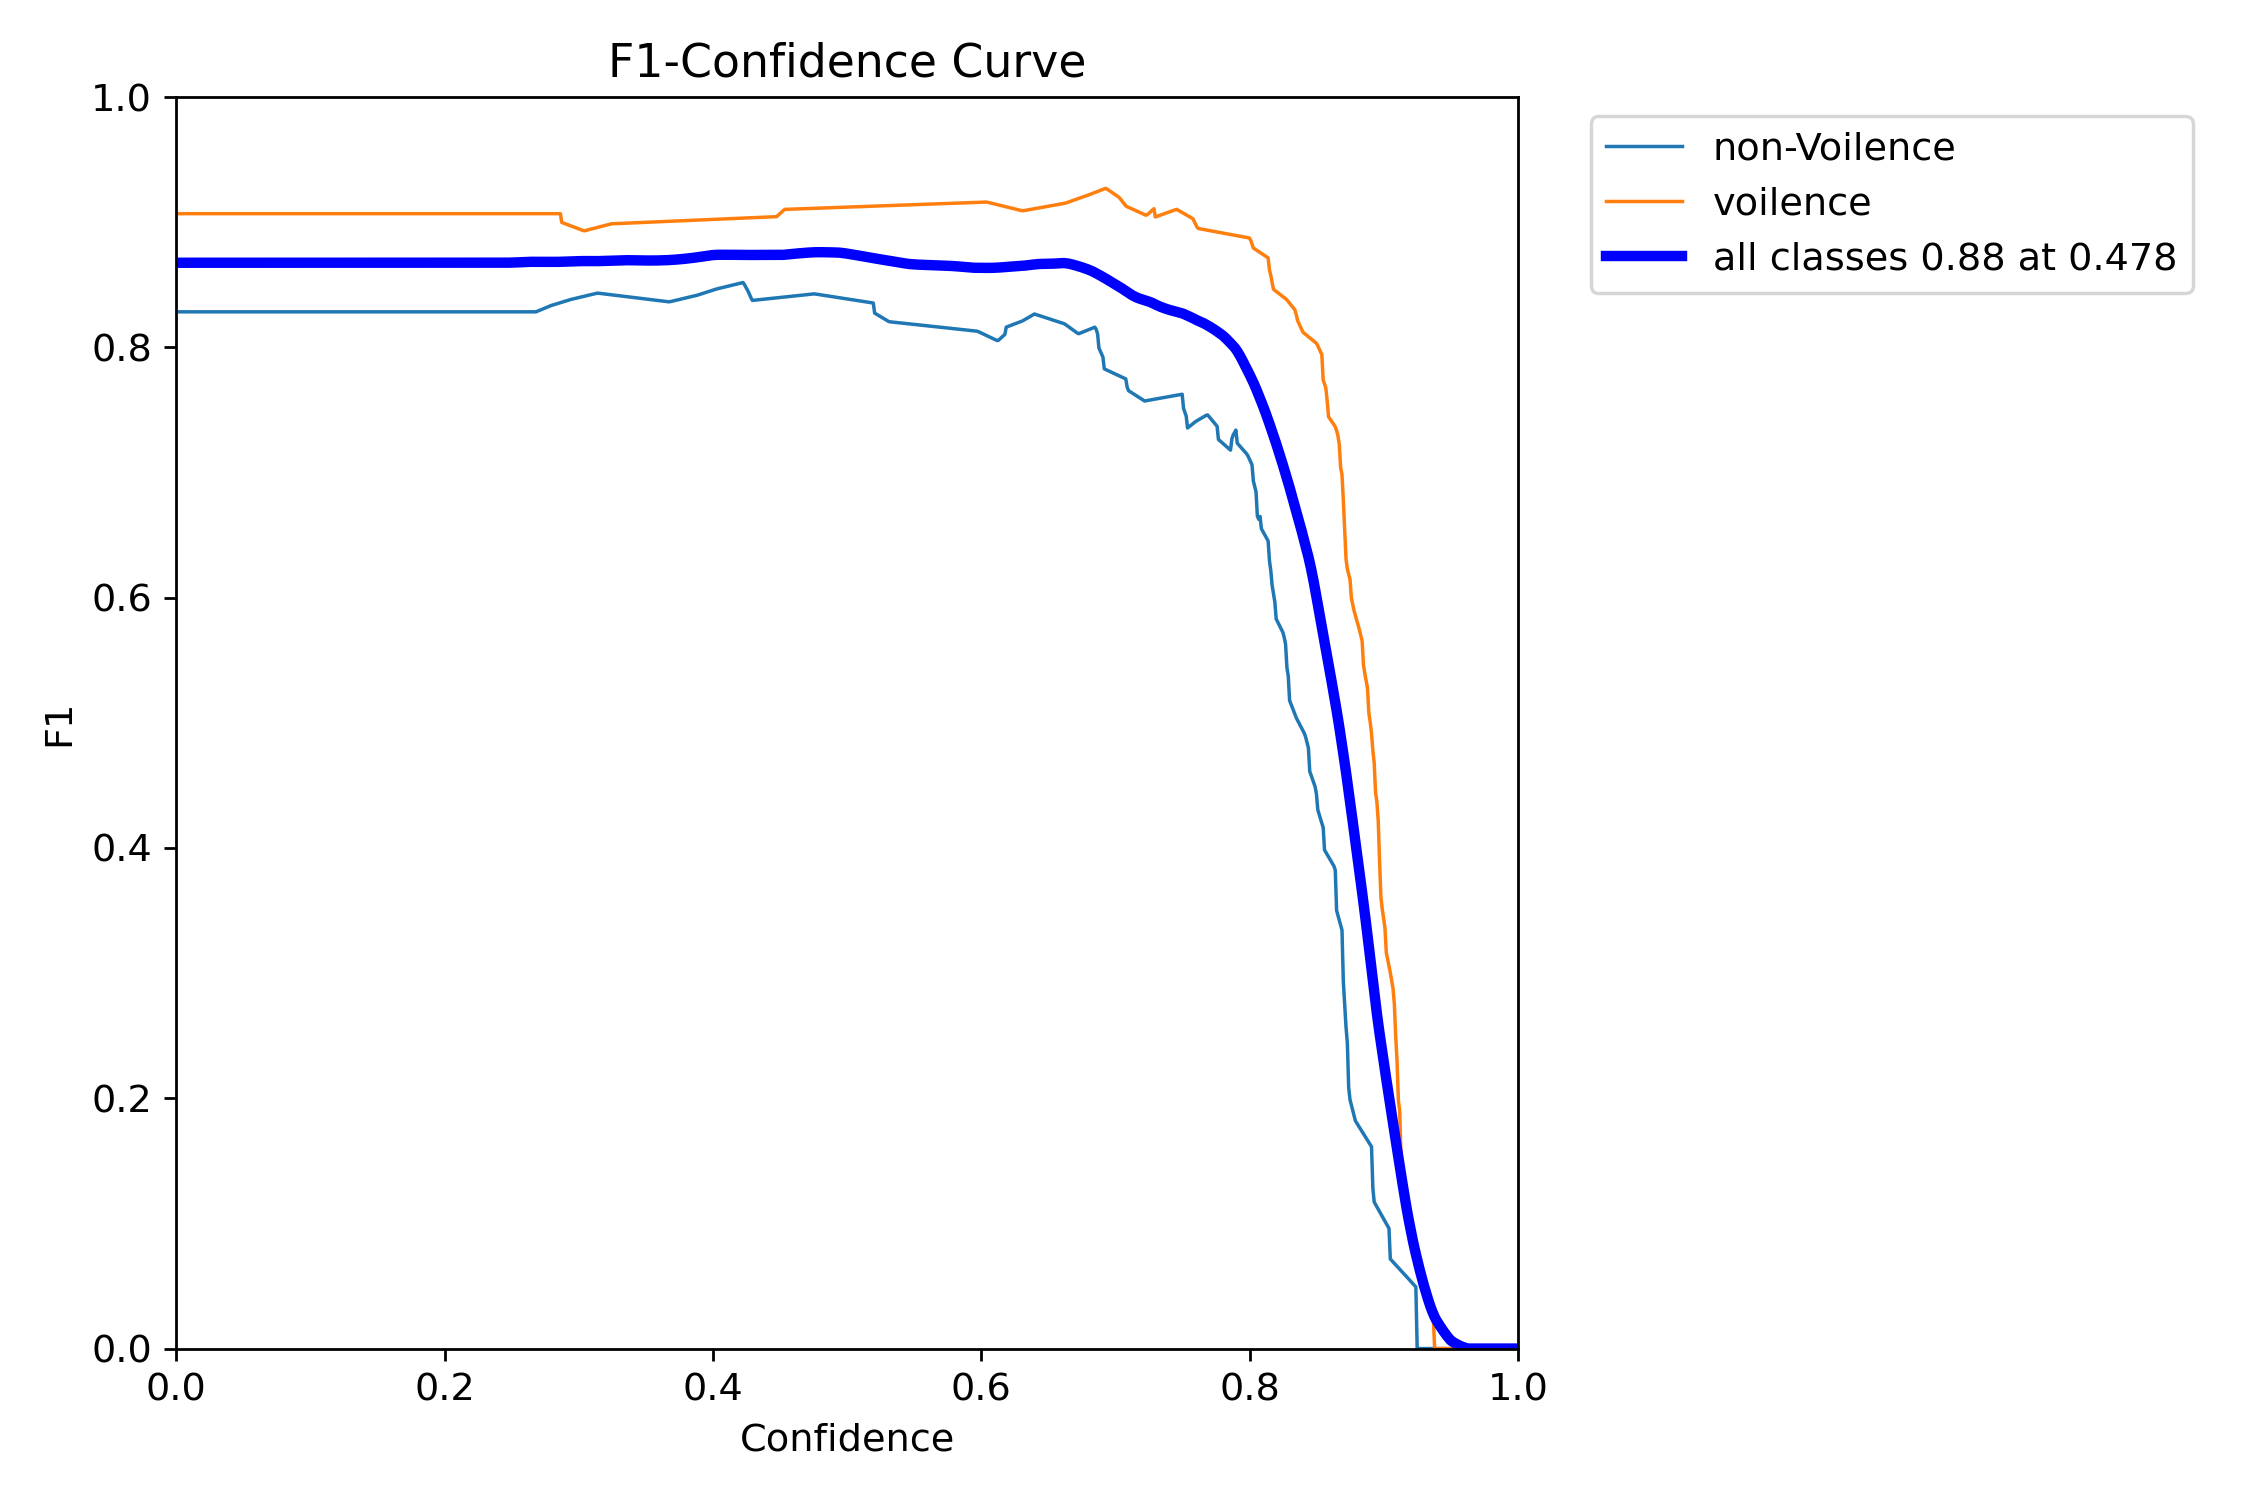 F1-Confidence Curve
non-Voilence
voilence
all classes 0.88 at 0.478
1.0
0.8
0.6
0.4
0.2
0.0
F1
0.0 0.2 0.4 0.6 0.8 1.0
Confidence